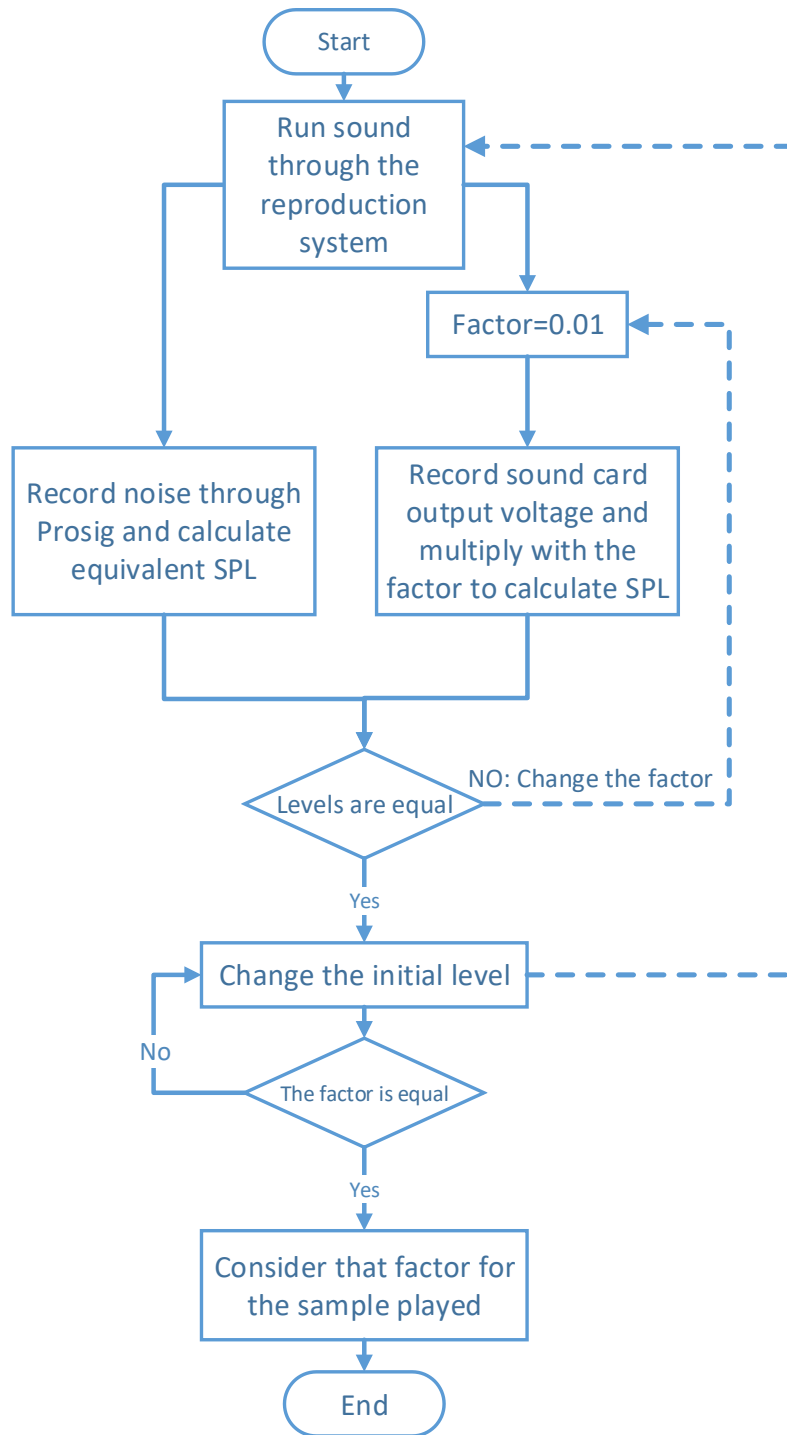 Start
Run sound
through the
reproduction
system
Factor=0.01
Record noise through
Prosig and calculate
equivalent SPL
Record sound card
output voltage and
multiply with the
factor to calculate SPL
Levels are equal
NO: Change the factor
Yes
Change the initial level
No
The factor is equal
Yes
Consider that factor for
the sample played
End